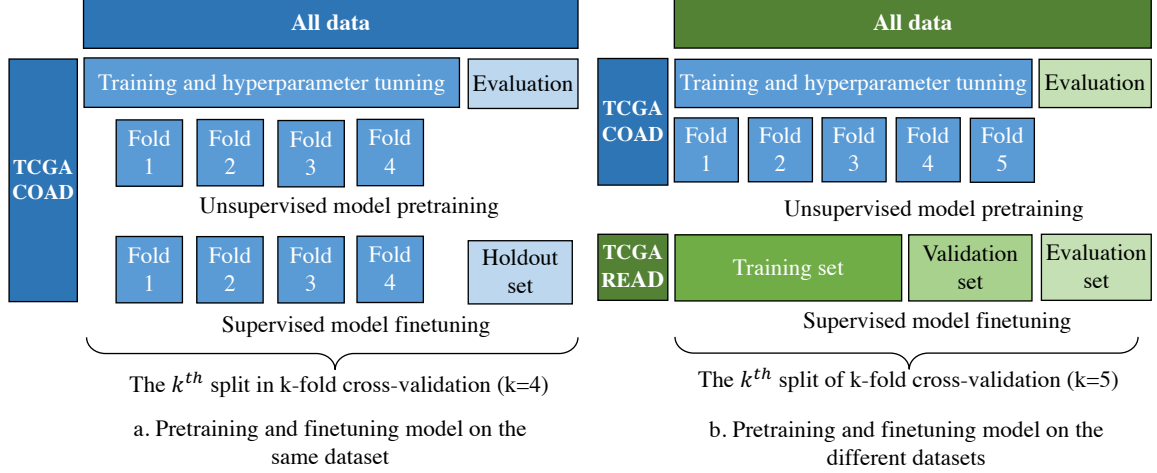 All data
Training and hyperparameter tunning
Evaluation
TCGA
COAD
Fold
1
Fold
2
Fold
3
Fold
4
Unsupervised model pretraining
Fold
1
Fold
2
Fold
3
Fold
4
Holdout
set
Supervised model finetuning
The k^th split in k-fold cross-validation (k=4)
a. Pretraining and finetuning model on the
same dataset
All data
TCGA
COAD
Training and hyperparameter tunning
Evaluation
Fold
1
Fold
2
Fold
3
Fold
4
Fold
5
Unsupervised model pretraining
TCGA
READ
Training set
Validation
set
Evaluation
set
Supervised model finetuning
The k^th split of k-fold cross-validation (k=5)
b. Pretraining and finetuning model on the
different datasets